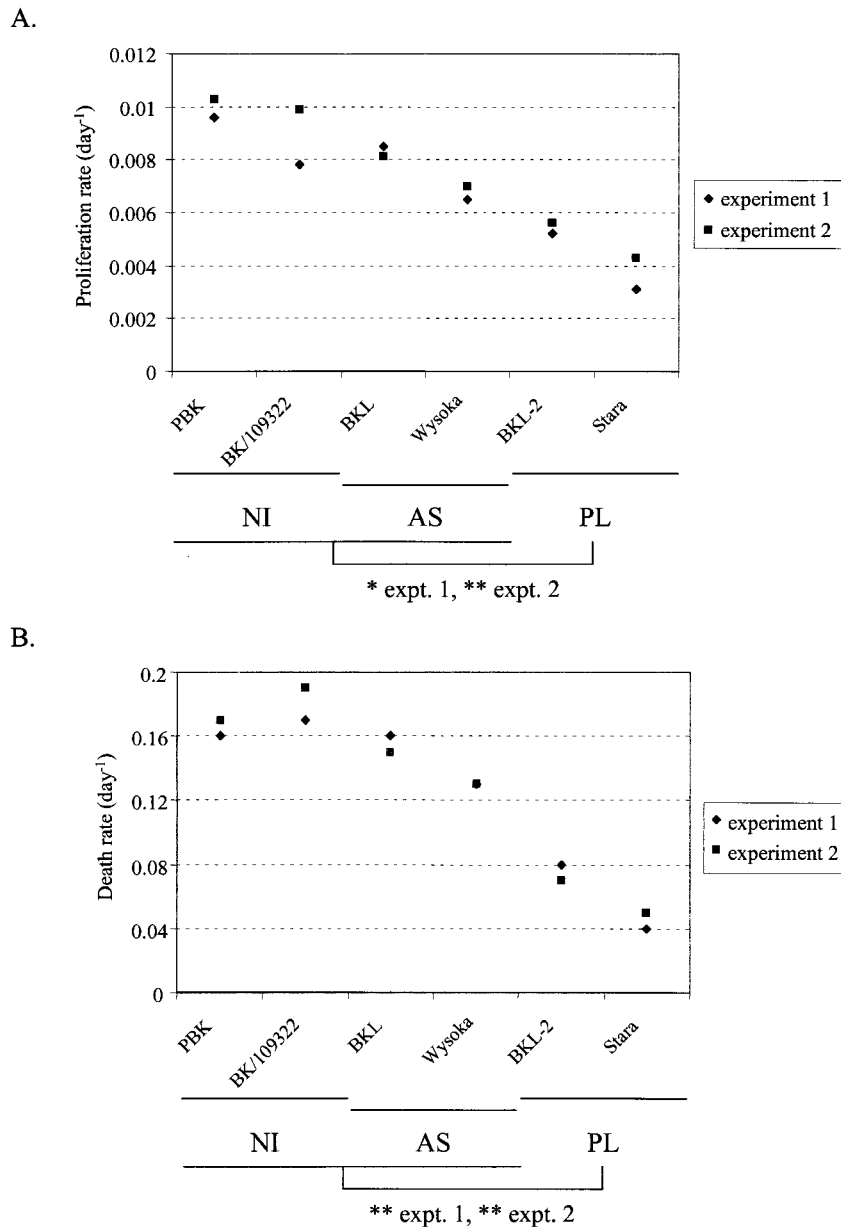 A.
0.012
0.01
0.008
0.006
0.004
0.002
0
Proliferation rate (day-1)
experiment 1
experiment 2
PBK
BK/109322
BKL
Wysoka
BKL-2
Stara
NI AS PL
* expt. 1, ** expt. 2
B.
0.2
0.16
0.12
0.08
0.04
0
Death rate (day-1)
experiment 1
experiment 2
PBK
BK/109322
BKL
Wysoka
BKL-2
Stara
NI AS PL
** expt. 1, ** expt. 2